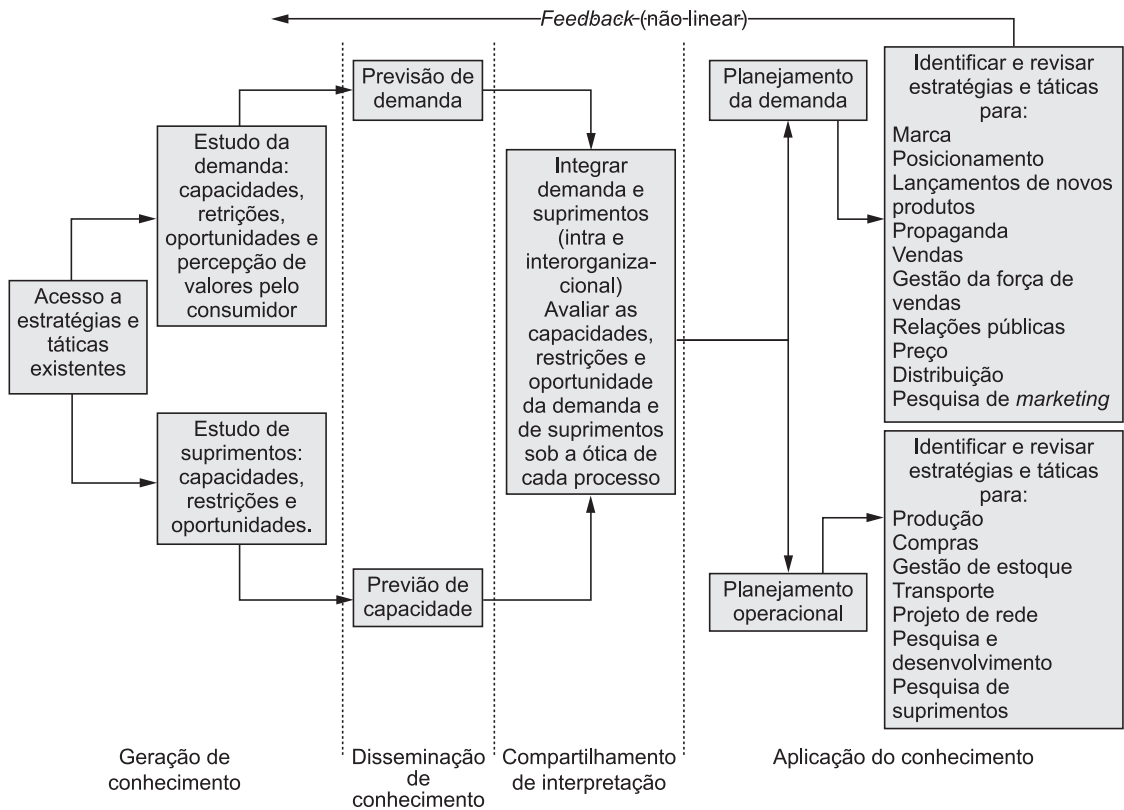 Feedback (não linear)
Acesso a
estratégias e
táticas
existentes
Estudo da
demanda:
capacidades,
retrições,
oportunidades e
percepção de
valores pelo
consumidor
Estudo de
suprimentos:
capacidades,
restrições e
oportunidades.
Previsão de
demanda
Previão de
capacidade
Integrar
demanda e
suprimentos
(intra e
interorganiza-
cional)
Avaliar as
capacidades,
restrições e
oportunidade
da demanda e
de suprimentos
sob a ótica de
cada processo
Planejamento
da demanda
Planejamento
operacional
Identificar e revisar
estratégias e táticas
para:
Marca
Posicionamento
Lançamentos de novos
produtos
Propaganda
Vendas
Gestão da força de
vendas
Relações públicas
Preço
Distribuição
Pesquisa de marketing
Identificar e revisar
estratégias e táticas
para:
Produção
Compras
Gestão de estoque
Transporte
Projeto de rede
Pesquisa e
desenvolvimento
Pesquisa de
suprimentos
Geração de
conhecimento
Disseminação
de
conhecimento
Compartilhamento
de interpretação
Aplicação do conhecimento